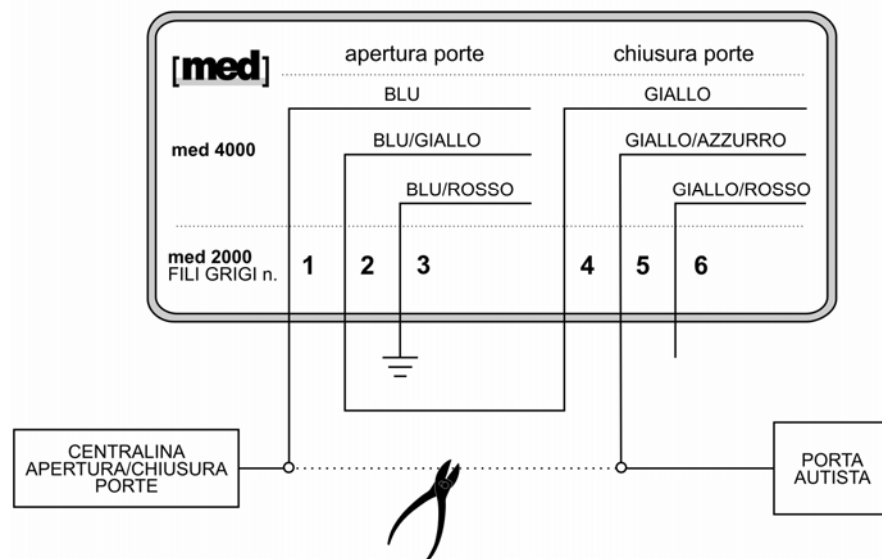 [med]
apertura porte
chiusura porte
BLU
GIALLO
med 4000
BLU/GIALLO
GIALLO/AZZURRO
BLU/ROSSO
GIALLO/ROSSO
med 2000
FILI GRIGI n.
1 2 3 4 5 6
CENTRALINA
APERTURA/CHIUSURA
PORTE
PORTA
AUTISTA